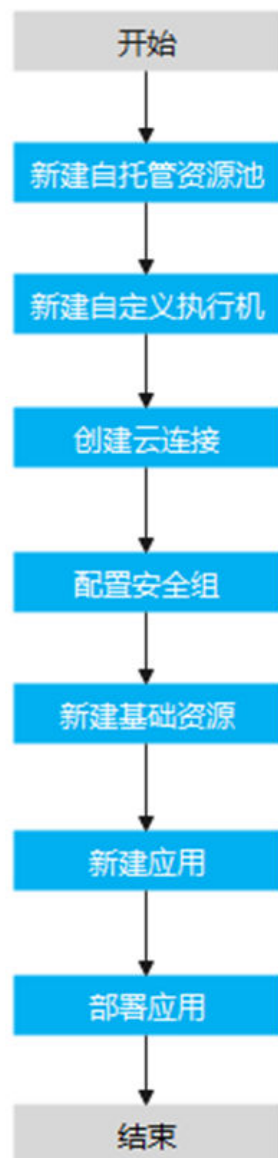 开始
新建自托管资源池
新建自定义执行机
创建云连接
配置安全组
新建基础资源
新建应用
部署应用
结束